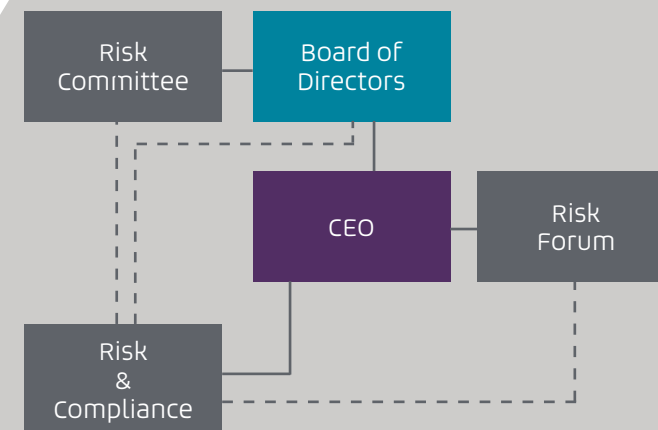 Risk
Committee
Board of
Directors
CEO
Risk
Forum
Risk
&
Compliance